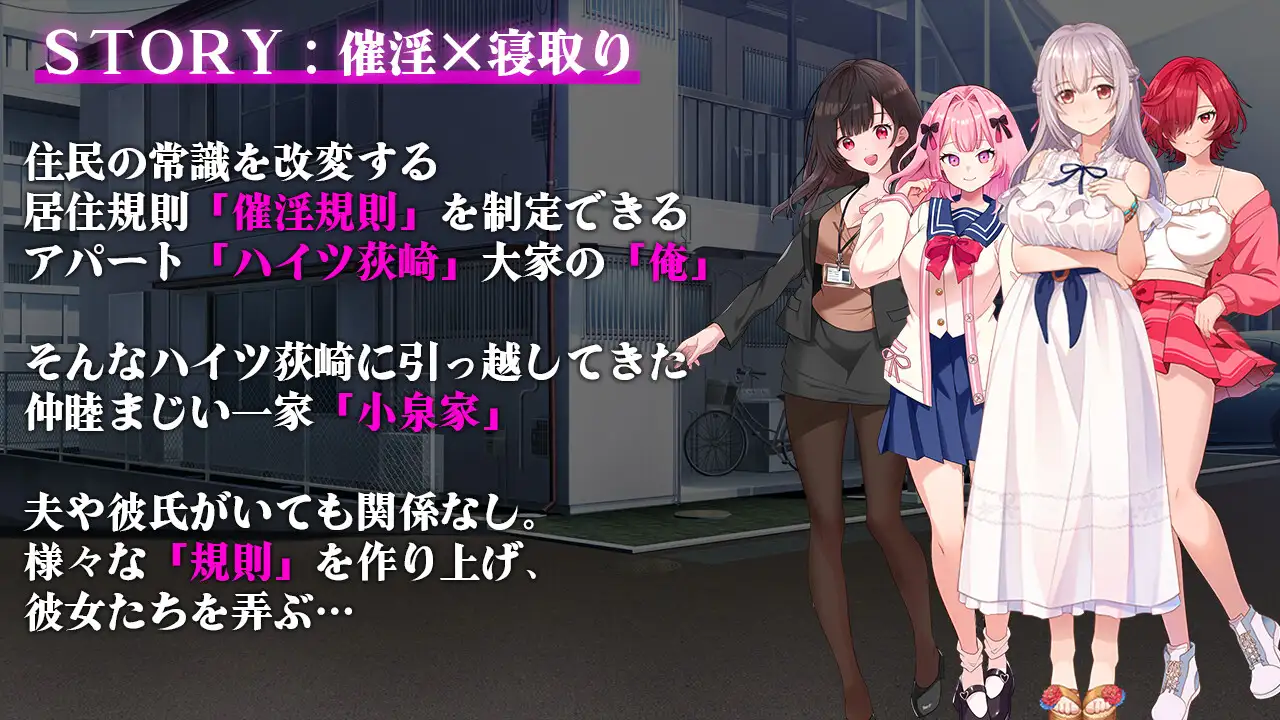 STORY：催淫×寝取り
住民の常識を改変する
居住規則「催淫規則」を制定できる
アパート「ハイツ荻崎」大家の「俺」
そんなハイツ荻崎に引っ越してきた
仲睦まじい一家「小泉家」
夫や彼氏がいても関係なし。
様々な「規則」を作り上げ、
彼女たちを弄ぶ…